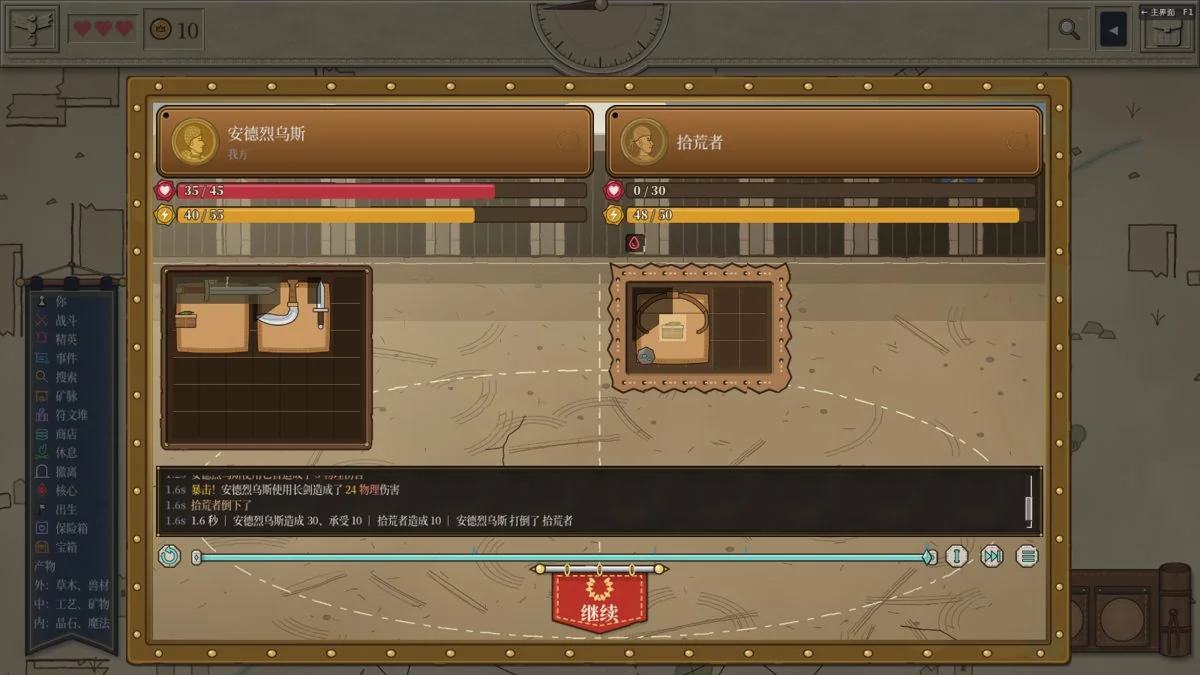 10
← 主界面 F1
安德烈乌斯
我方
拾荒者
35 / 45
40 / 55
0 / 30
48 / 50
你
战斗
精英
事件
搜索
矿脉
符文堆
商店
休息
撤离
核心
出生
保险箱
宝箱
产物
外: 草木、兽材
中: 工艺、矿物
内: 晶石、魔法
1.6s 暴击! 安德烈乌斯使用长剑造成了 24 物理伤害
1.6s 拾荒者倒下了
1.6s 1.6 秒 | 安德烈乌斯造成 30、承受 10 | 拾荒者造成 10 | 安德烈乌斯 打倒了 拾荒者
继续